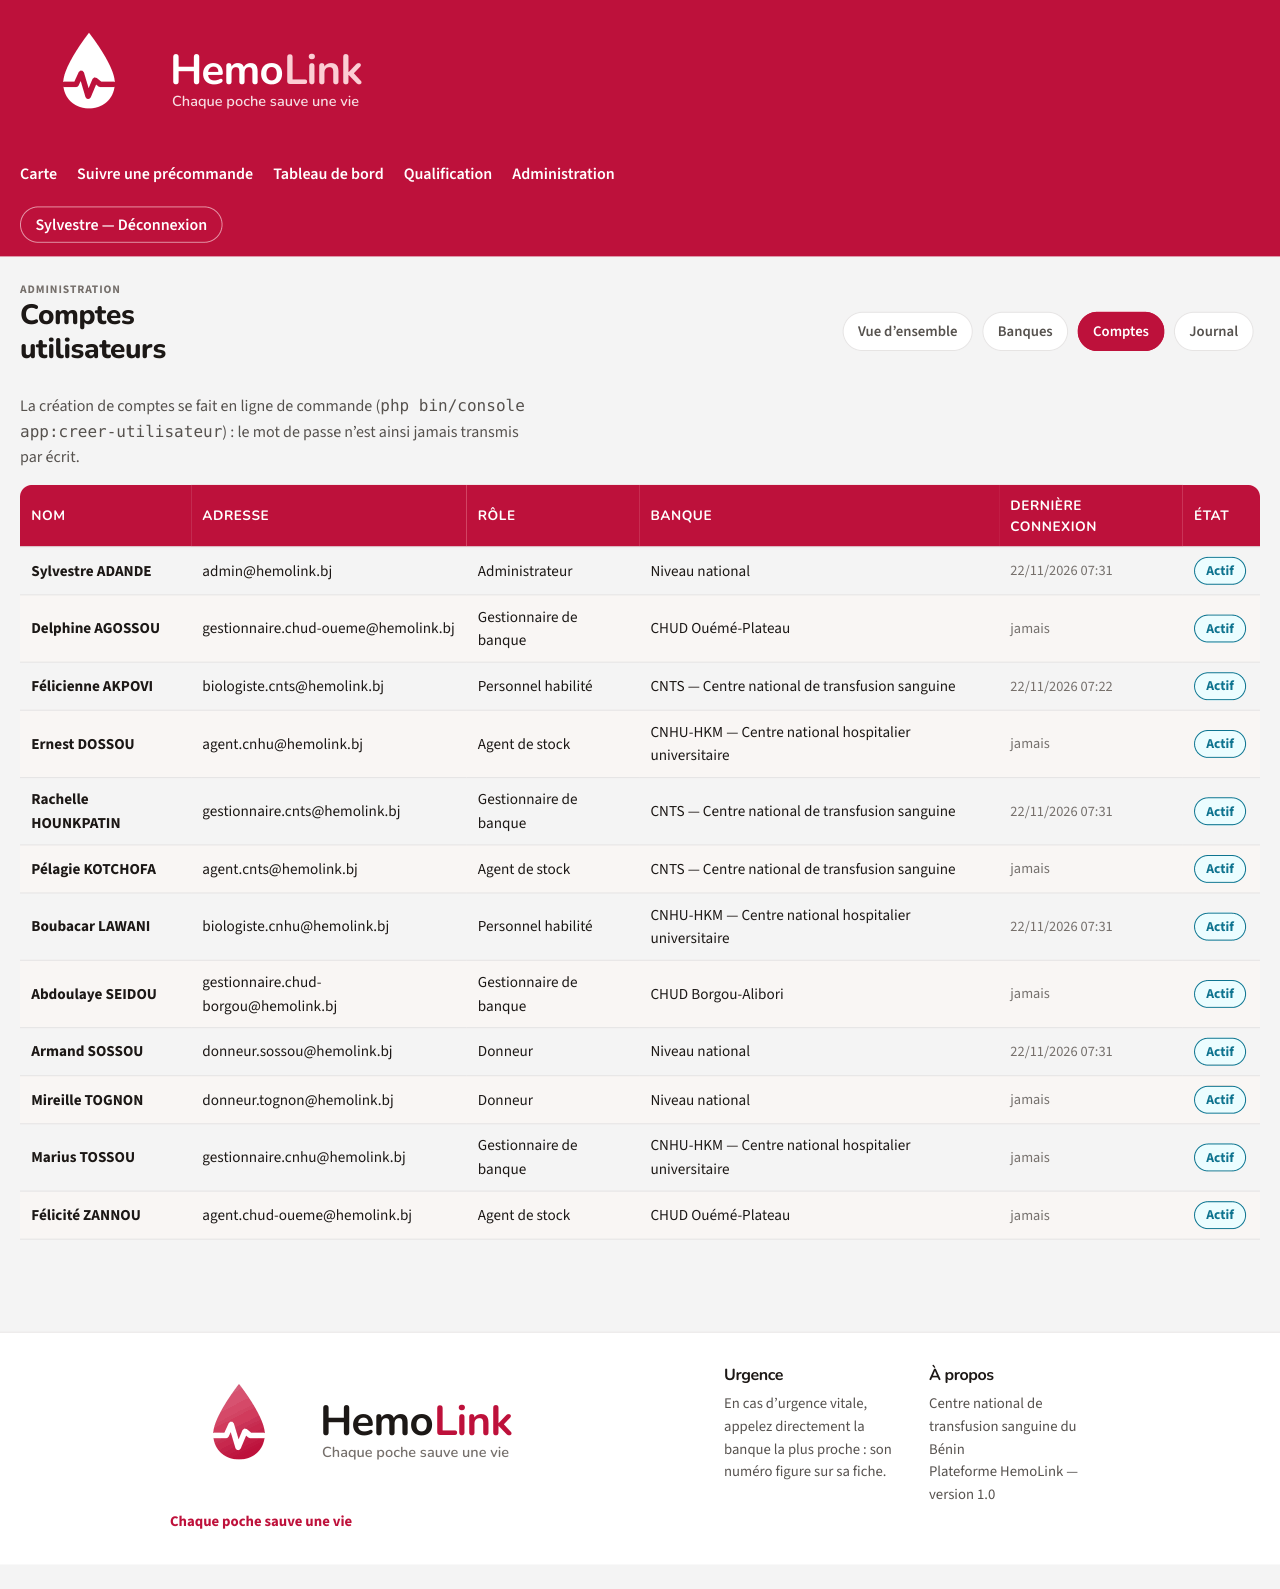 HemoLink
Chaque poche sauve une vie
Carte Suivre une précommande Tableau de bord Qualification Administration
Sylvestre — Déconnexion
ADMINISTRATION
Comptes
utilisateurs
Vue d’ensemble Banques Comptes Journal
La création de comptes se fait en ligne de commande (php bin/console
app:creer-utilisateur) : le mot de passe n’est ainsi jamais transmis
par écrit.
NOM ADRESSE RÔLE BANQUE DERNIÈRE CONNEXION ÉTAT
Sylvestre ADANDE admin@hemolink.bj Administrateur Niveau national 22/11/2026 07:31 Actif
Delphine AGOSSOU gestionnaire.chud-oueme@hemolink.bj Gestionnaire de banque CHUD Ouémé-Plateau jamais Actif
Félicienne AKPOVI biologiste.cnts@hemolink.bj Personnel habilité CNTS — Centre national de transfusion sanguine 22/11/2026 07:22 Actif
Ernest DOSSOU agent.cnhu@hemolink.bj Agent de stock CNHU-HKM — Centre national hospitalier universitaire jamais Actif
Rachelle HOUNKPATIN gestionnaire.cnts@hemolink.bj Gestionnaire de banque CNTS — Centre national de transfusion sanguine 22/11/2026 07:31 Actif
Pélagie KOTCHOFA agent.cnts@hemolink.bj Agent de stock CNTS — Centre national de transfusion sanguine jamais Actif
Boubacar LAWANI biologiste.cnhu@hemolink.bj Personnel habilité CNHU-HKM — Centre national hospitalier universitaire 22/11/2026 07:31 Actif
Abdoulaye SEIDOU gestionnaire.chud-borgou@hemolink.bj Gestionnaire de banque CHUD Borgou-Alibori jamais Actif
Armand SOSSOU donneur.sossou@hemolink.bj Donneur Niveau national 22/11/2026 07:31 Actif
Mireille TOGNON donneur.tognon@hemolink.bj Donneur Niveau national jamais Actif
Marius TOSSOU gestionnaire.cnhu@hemolink.bj Gestionnaire de banque CNHU-HKM — Centre national hospitalier universitaire jamais Actif
Félicité ZANNOU agent.chud-oueme@hemolink.bj Agent de stock CHUD Ouémé-Plateau jamais Actif
HemoLink
Chaque poche sauve une vie
Chaque poche sauve une vie
Urgence
En cas d’urgence vitale,
appelez directement la
banque la plus proche : son
numéro figure sur sa fiche.
À propos
Centre national de
transfusion sanguine du
Bénin
Plateforme HemoLink —
version 1.0